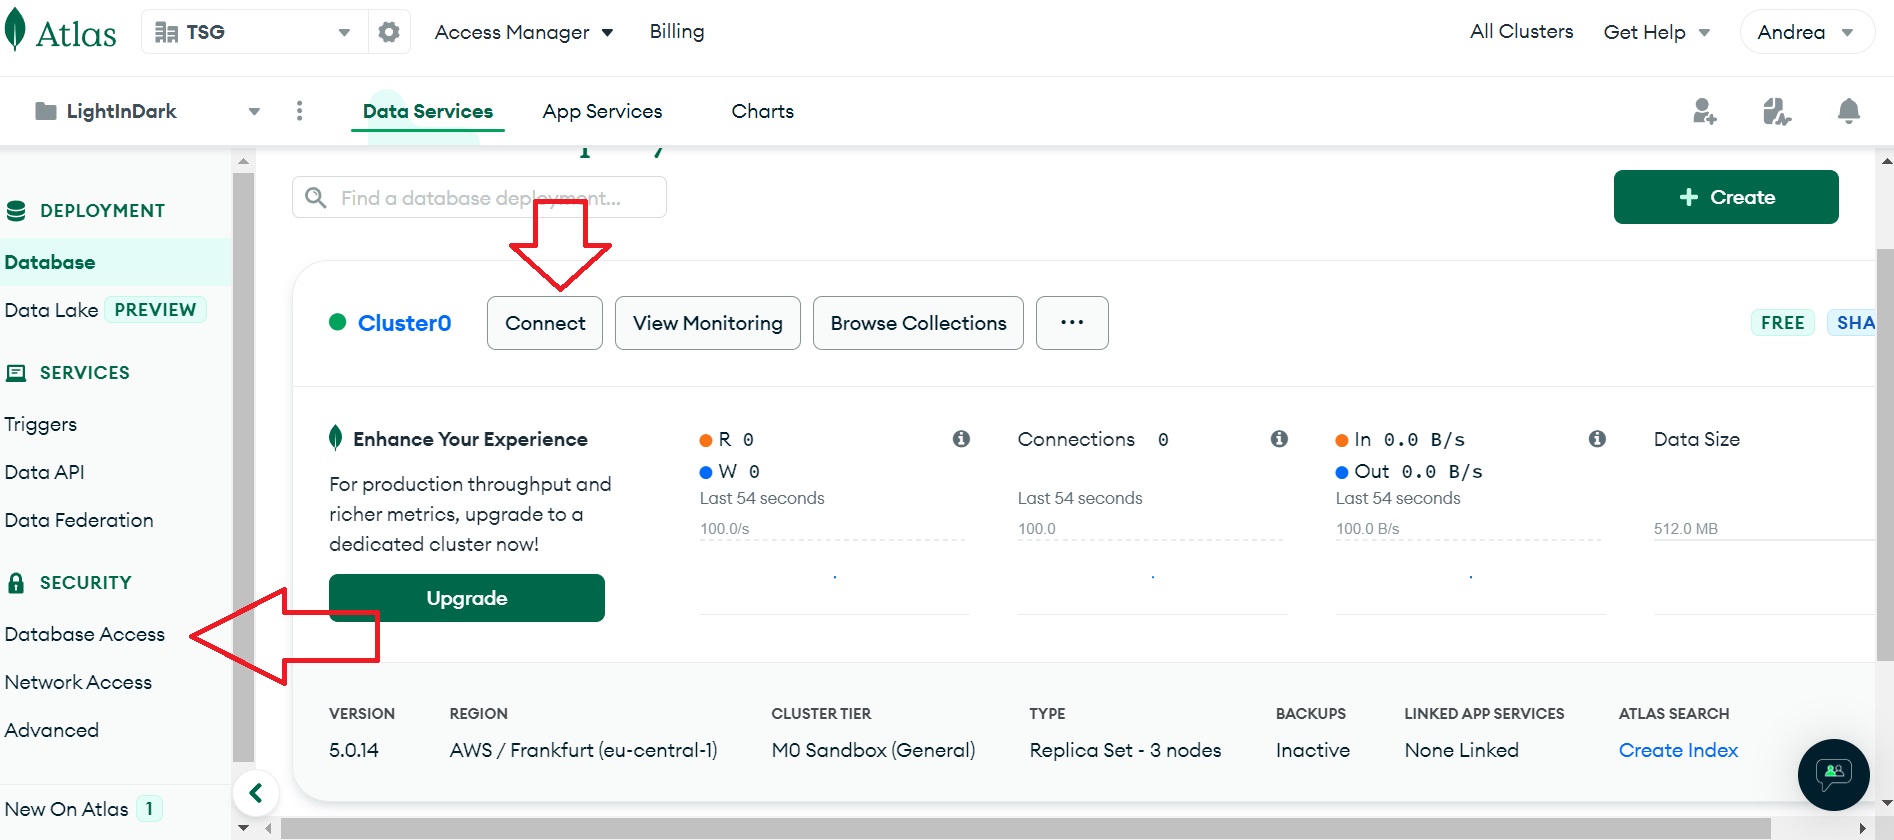 Atlas
TSG
Access Manager
Billing
All Clusters
Get Help
Andrea
LightInDark
Data Services
App Services
Charts
DEPLOYMENT
Database
Data Lake PREVIEW
SERVICES
Triggers
Data API
Data Federation
SECURITY
Database Access
Network Access
Advanced
New On Atlas 1
Find a database deployment...
+ Create
Cluster0
Connect
View Monitoring
Browse Collections
...
FREE
SHA
Enhance Your Experience
For production throughput and
richer metrics, upgrade to a
dedicated cluster now!
Upgrade
R 0
W 0
Last 54 seconds
100.0/s
Connections 0
Last 54 seconds
100.0
In 0.0 B/s
Out 0.0 B/s
Last 54 seconds
100.0 B/s
Data Size
512.0 MB
VERSION
5.0.14
REGION
AWS / Frankfurt (eu-central-1)
CLUSTER TIER
M0 Sandbox (General)
TYPE
Replica Set - 3 nodes
BACKUPS
Inactive
LINKED APP SERVICES
None Linked
ATLAS SEARCH
Create Index